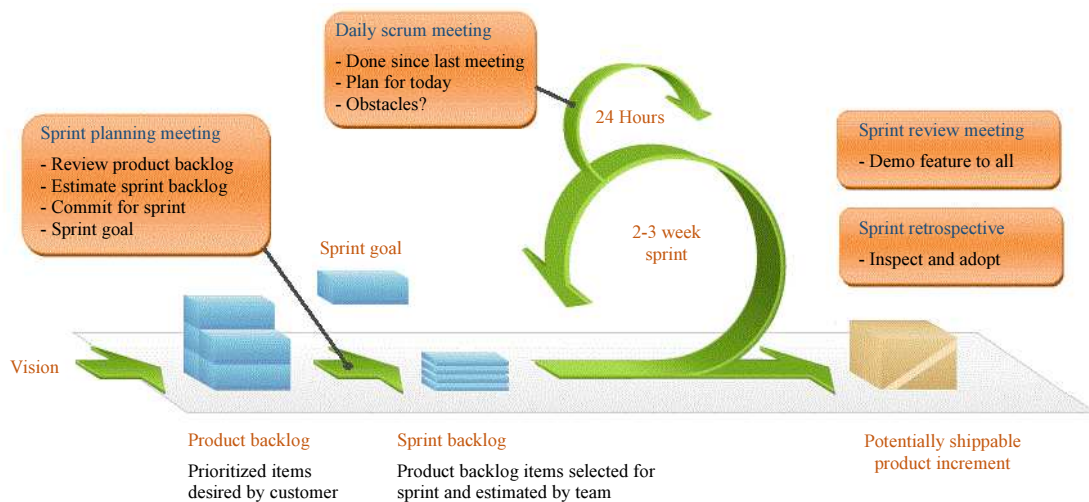 Daily scrum meeting
- Done since last meeting
- Plan for today
- Obstacles?
24 Hours
Sprint planning meeting
- Review product backlog
- Estimate sprint backlog
- Commit for sprint
- Sprint goal
Sprint review meeting
- Demo feature to all
Sprint retrospective
- Inspect and adopt
Sprint goal
2-3 week
sprint
Vision
Product backlog
Prioritized items
desired by customer
Sprint backlog
Product backlog items selected for
sprint and estimated by team
Potentially shippable
product increment